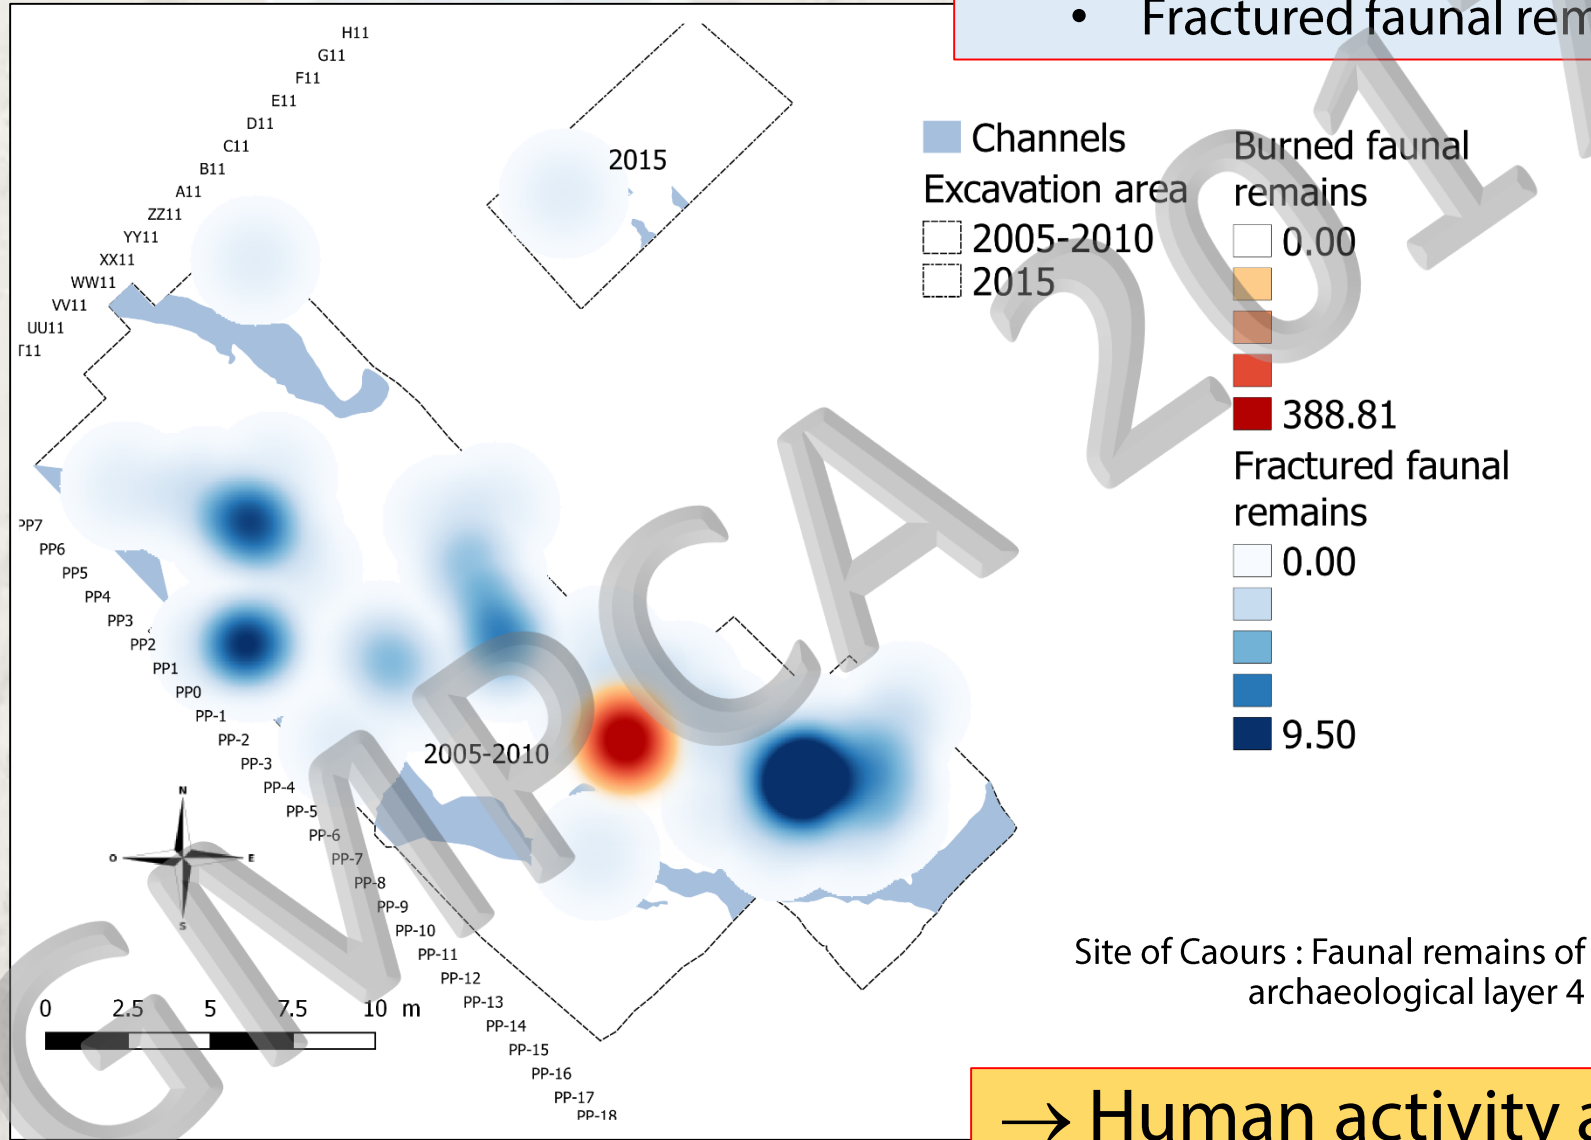 • Fractured faunal rem
H11
G11
F11
E11
D11
C11
B11
A11
ZZ11
YY11
XX11
WW11
VV11
UU11
T11
2015
Channels
Excavation area
2005-2010
2015
Burned faunal
remains
0.00
388.81
Fractured faunal
remains
0.00
9.50
PP7
PP6
PP5
PP4
PP3
PP2
PP1
PP0
PP-1
PP-2
PP-3
PP-4
PP-5
PP-6
PP-7
PP-8
PP-9
PP-10
PP-11
PP-12
PP-13
PP-14
PP-15
PP-16
PP-17
PP-18
2005-2010
N
O E
S
0 2.5 5 7.5 10 m
Site of Caours : Faunal remains of
archaeological layer 4
→ Human activity a
GMPCA 201